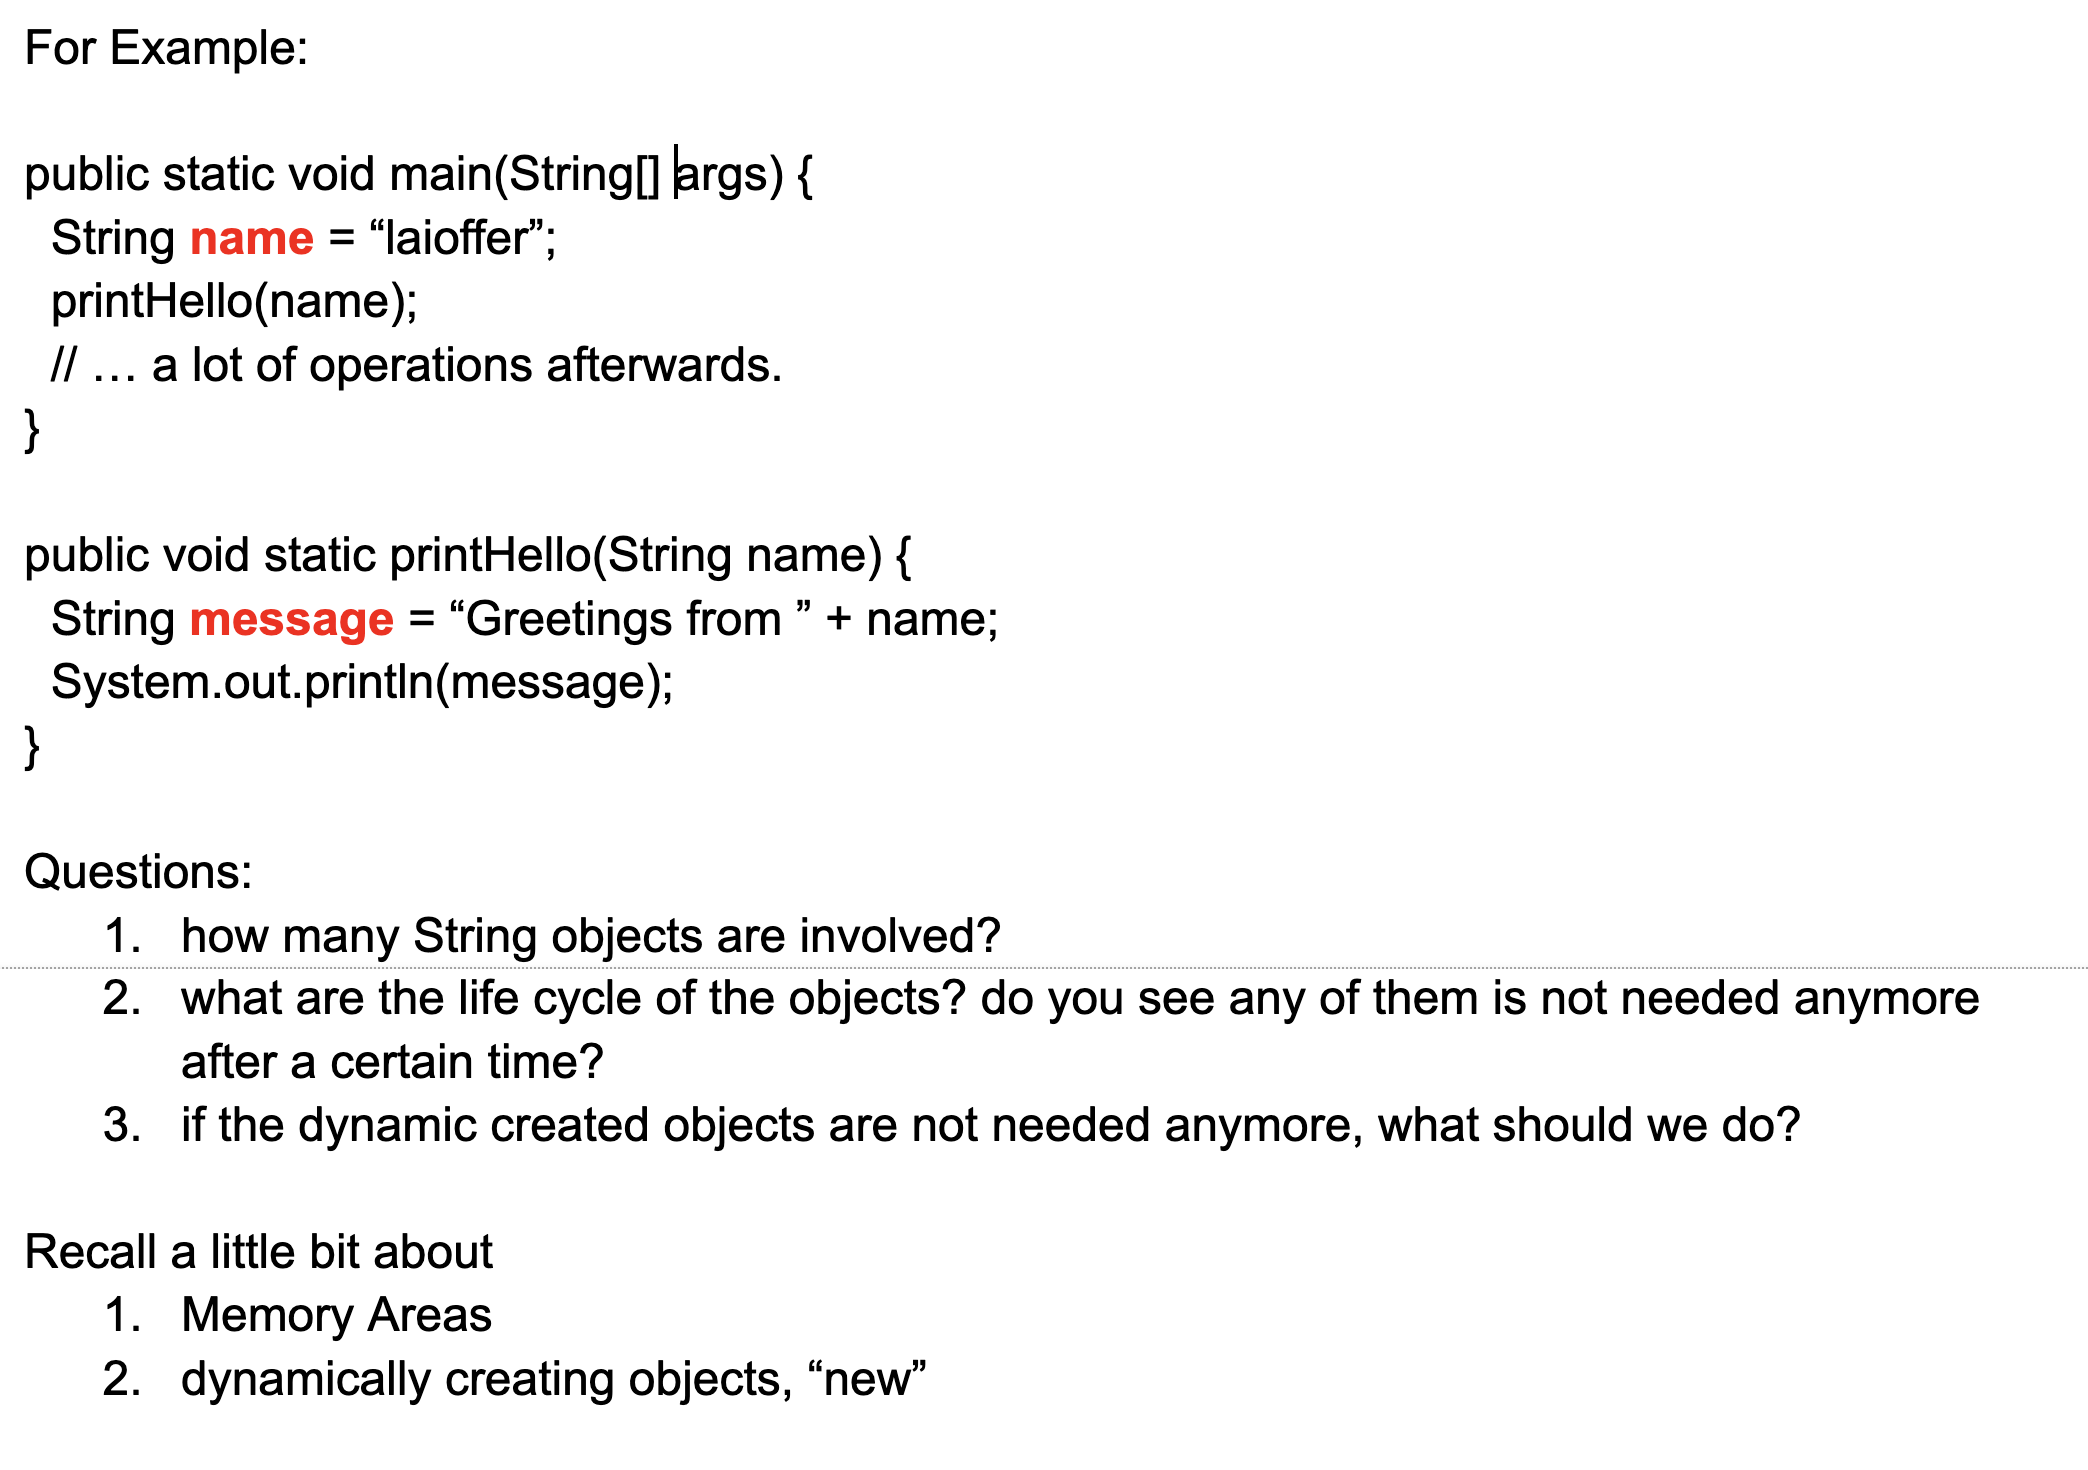 For Example:
public static void main(String[] args) {
String name = “laioffer”;
printHello(name);
// … a lot of operations afterwards.
}
public void static printHello(String name) {
String message = “Greetings from ” + name;
System.out.println(message);
}
Questions:
1. how many String objects are involved?
2. what are the life cycle of the objects? do you see any of them is not needed anymore
after a certain time?
3. if the dynamic created objects are not needed anymore, what should we do?
Recall a little bit about
1. Memory Areas
2. dynamically creating objects, “new”